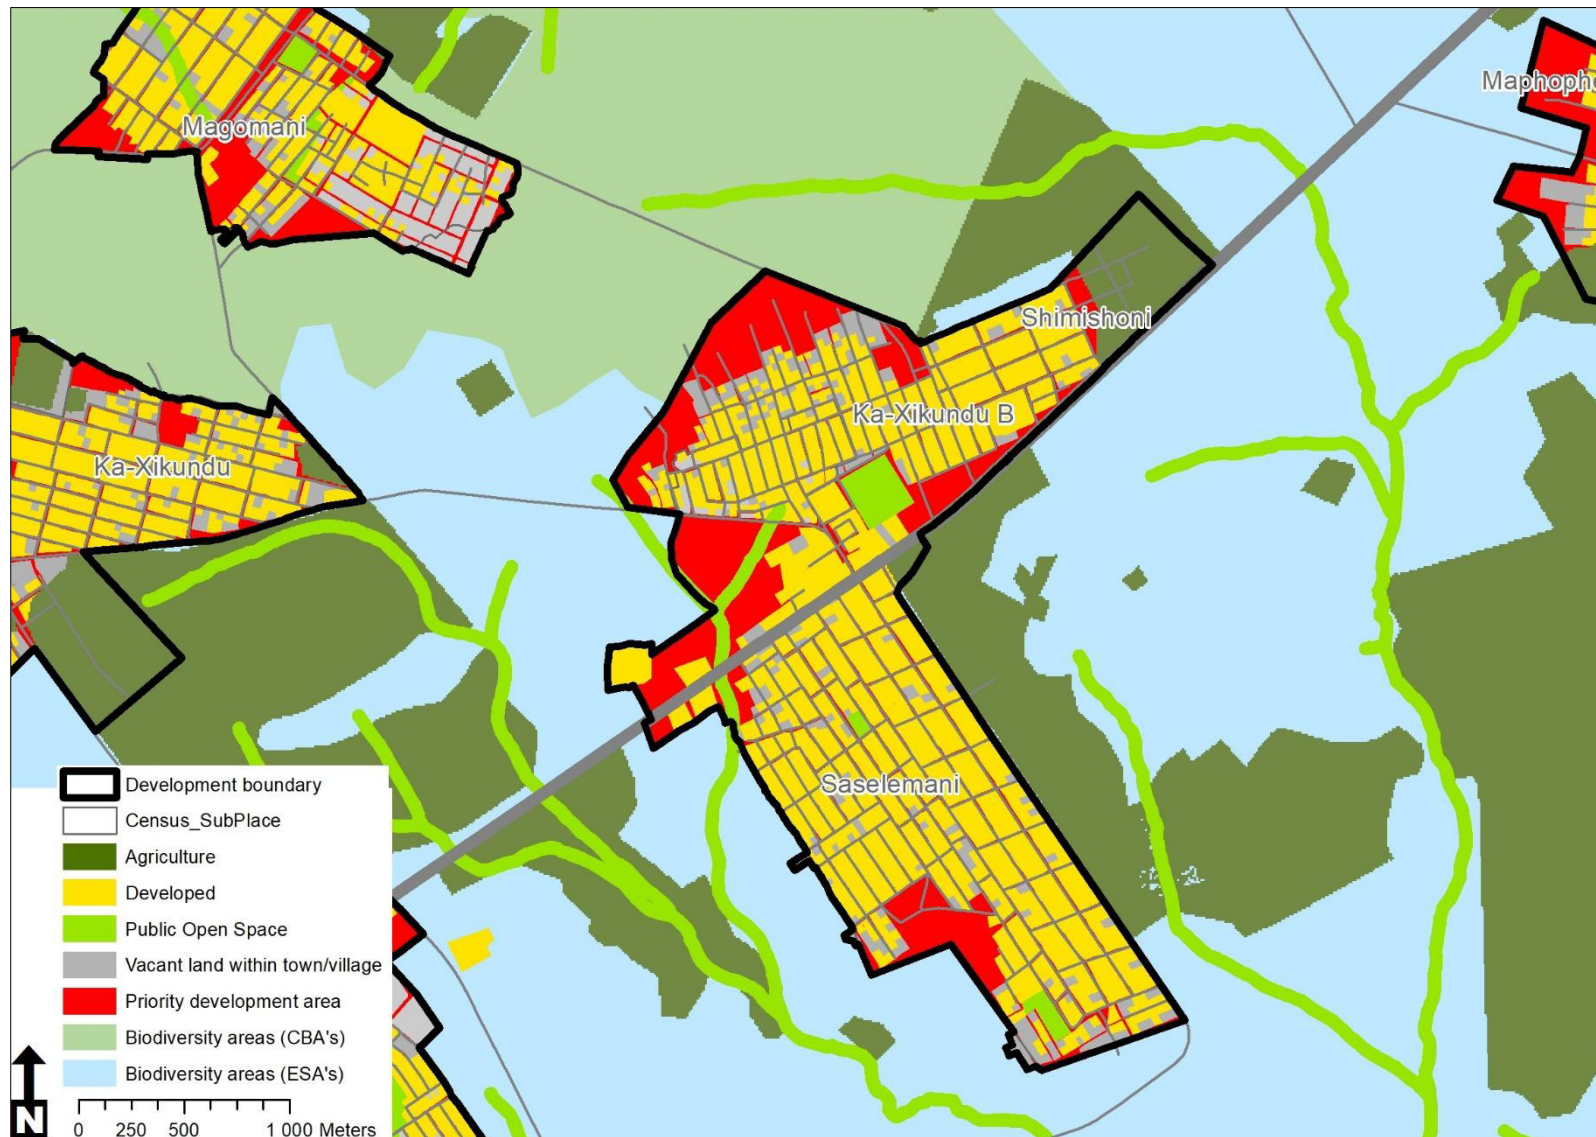 Maphopho
Magomani
Shimishoni
Ka-Xikundu B
Ka-Xikundu
Saselemani
Development boundary
Census_SubPlace
Agriculture
Developed
Public Open Space
Vacant land within town/village
Priority development area
Biodiversity areas (CBA's)
Biodiversity areas (ESA's)
N
0 250 500 1 000 Meters